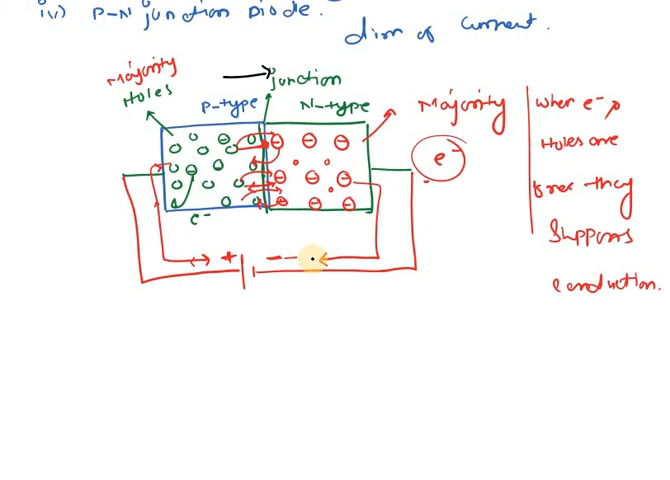 iv) P-N junction Diode.
dirn of current.
Majority
Holes
junction
P-type
N-type
Majority
e-
when e- &
Holes are
free they
supports
conduction.
e-
+
-